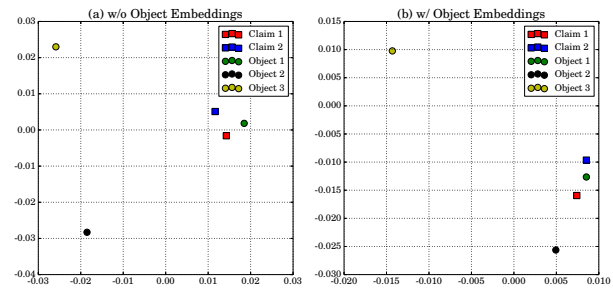 (a) w/o Object Embeddings
0.03
0.02
0.01
0.00
-0.01
-0.02
-0.03
-0.04
-0.03
-0.02
-0.01
0.00
0.01
0.02
0.03
Claim 1
Claim 2
Object 1
Object 2
Object 3
(b) w/ Object Embeddings
0.015
0.010
0.005
0.000
-0.005
-0.010
-0.015
-0.020
-0.025
-0.030
-0.020
-0.015
-0.010
-0.005
0.000
0.005
0.010
Claim 1
Claim 2
Object 1
Object 2
Object 3